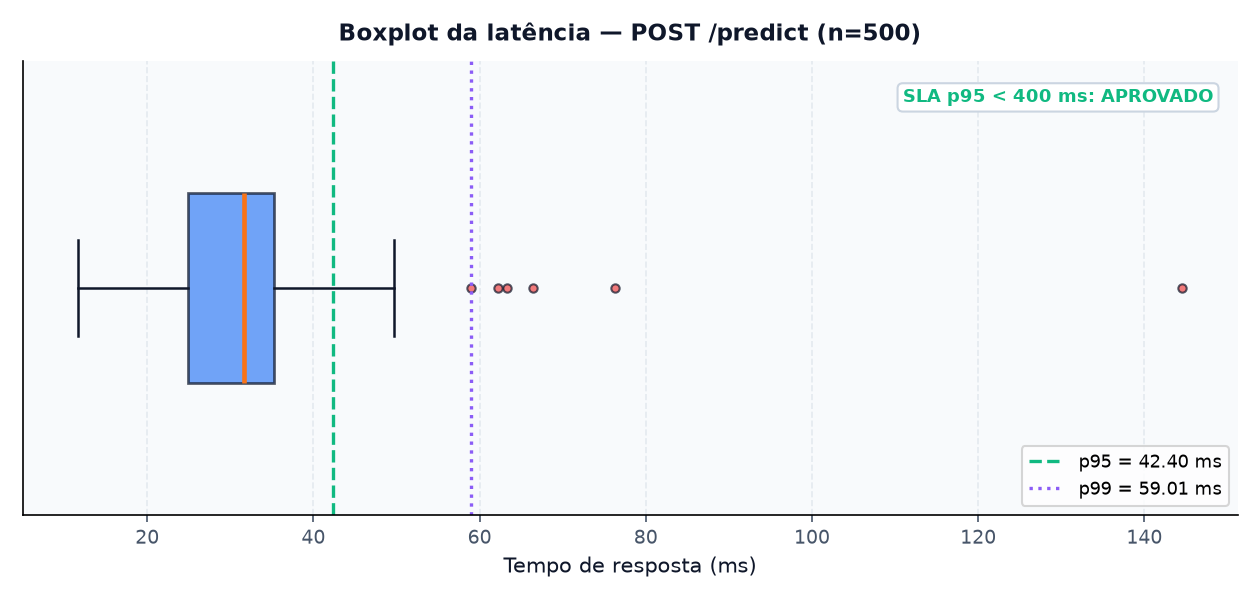 Boxplot da latência — POST /predict (n=500)
SLA p95 < 400 ms: APROVADO
p95 = 42.40 ms
p99 = 59.01 ms
20 40 60 80 100 120 140
Tempo de resposta (ms)